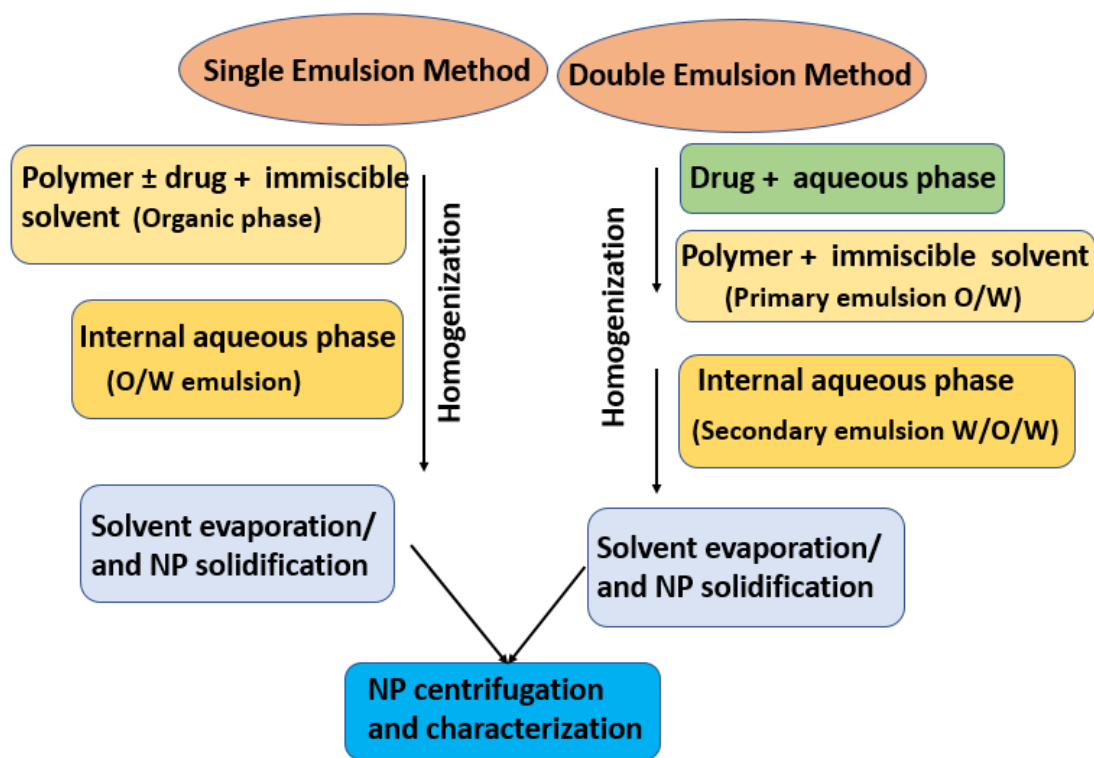 Single Emulsion Method
Polymer ± drug + immiscible
solvent (Organic phase)
Internal aqueous phase
(O/W emulsion)
Homogenization
Solvent evaporation/
and NP solidification
Double Emulsion Method
Drug + aqueous phase
Polymer + immiscible solvent
(Primary emulsion O/W)
Homogenization
Internal aqueous phase
(Secondary emulsion W/O/W)
Solvent evaporation/
and NP solidification
NP centrifugation
and characterization